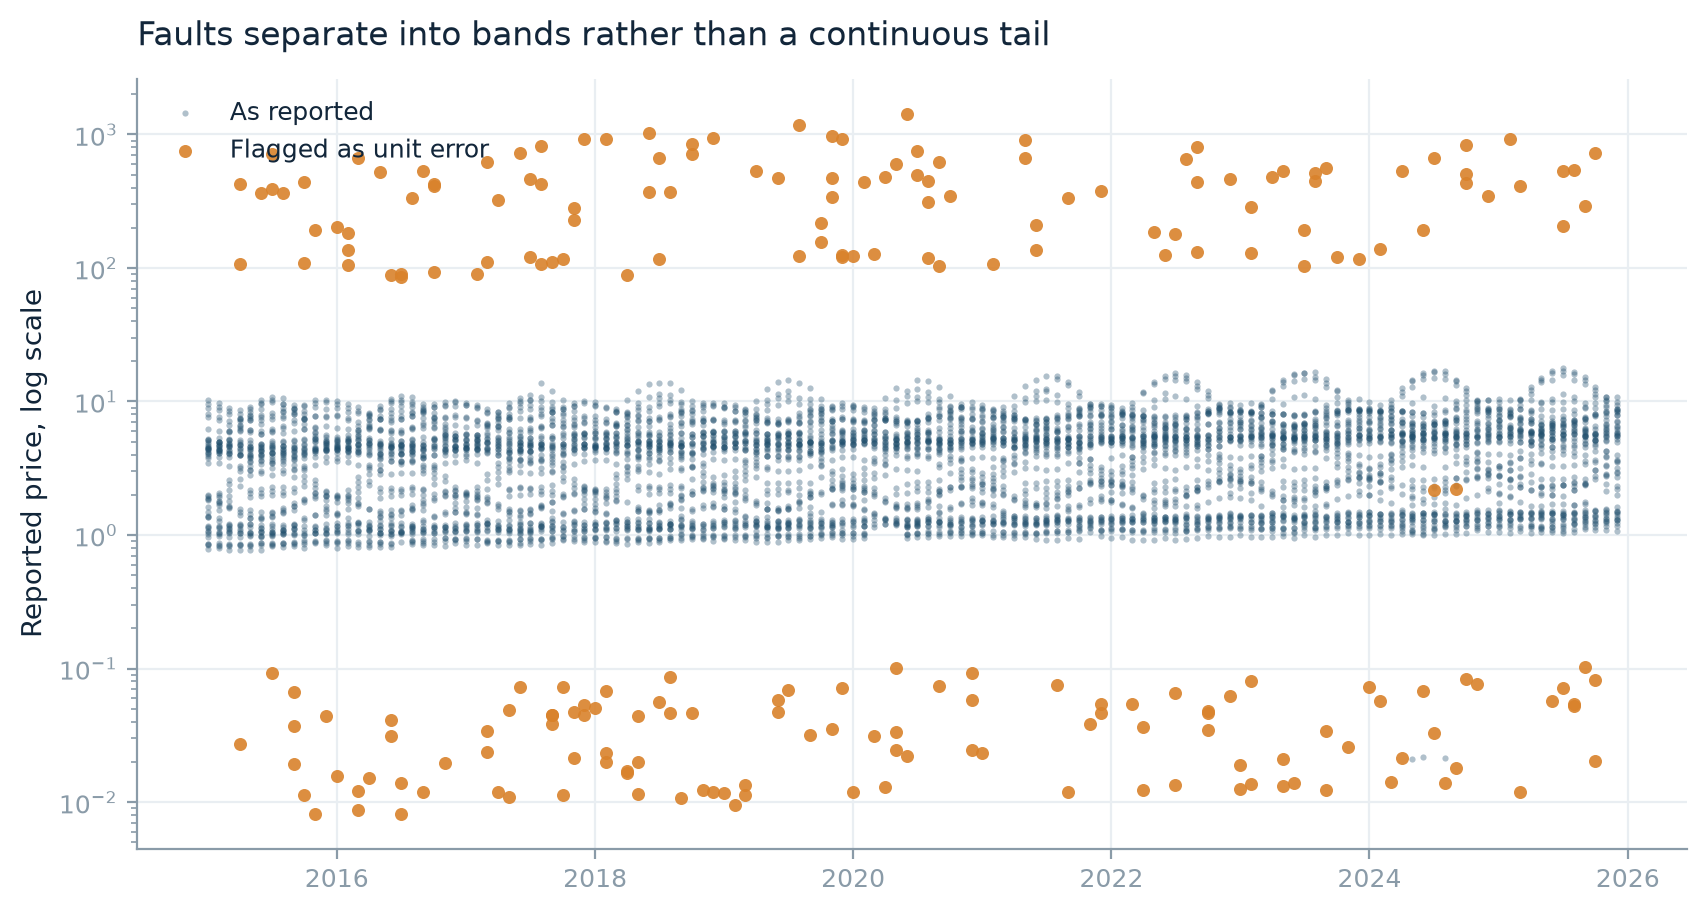 Faults separate into bands rather than a continuous tail
As reported
Flagged as unit error
Reported price, log scale
10³
10²
10¹
10⁰
10⁻¹
10⁻²
2016 2018 2020 2022 2024 2026